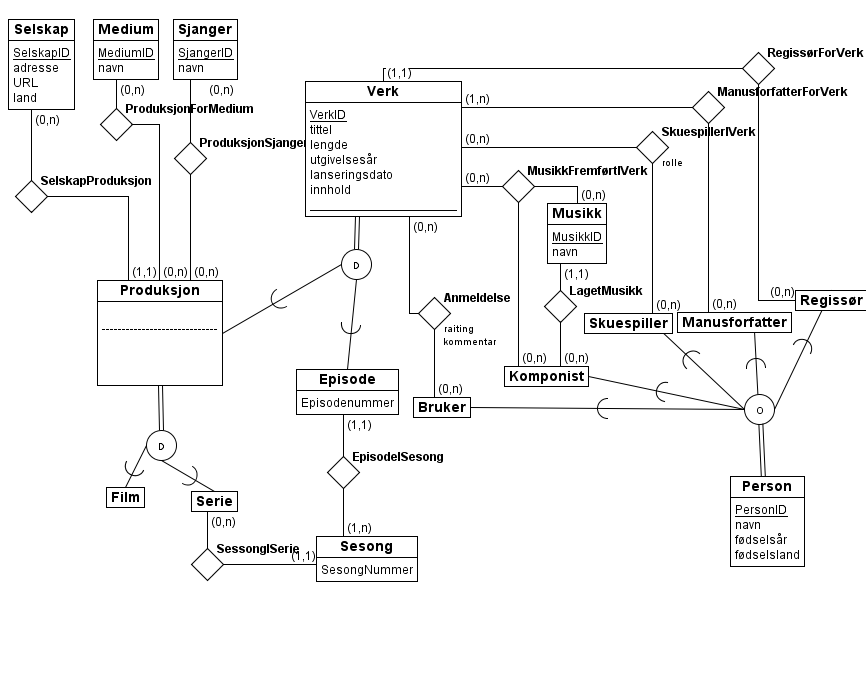 Selskap
SelskapID
adresse
URL
land
(0,n)
Medium
MediumID
navn
(0,n)
Sjanger
SjangerID
navn
(0,n)
ProduksjonForMedium
ProduksjonSjanger
SelskapProduksjon
(1,1)
(0,n)
(0,n)
Produksjon
D
Film
Serie
(0,n)
SessongISerie
(1,1)
Sesong
SesongNummer
(1,n)
EpisodeISesong
(1,1)
Episode
Episodenummer
D
(1,1)
Verk
VerkID
tittel
lengde
utgivelsesår
lanseringsdato
innhold
(1,n)
(0,n)
(0,n)
(0,n)
RegissørForVerk
ManusforfatterForVerk
SkuespillerIVerk
rolle
MusikkFremførtIVerk
(0,n)
Musikk
MusikkID
navn
(1,1)
LagetMusikk
(0,n)
(0,n)
Komponist
Anmeldelse
raiting
kommentar
(0,n)
Bruker
(0,n)
Skuespiller
(0,n)
Manusforfatter
(0,n)
Regissør
O
Person
PersonID
navn
fødselsår
fødselsland